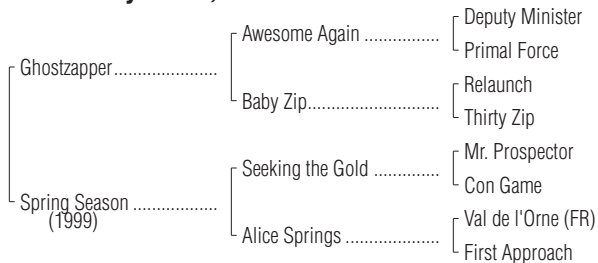 Deputy Minister
Awesome Again ................
Primal Force
Ghostzapper......................
Relaunch
Baby Zip............................
Thirty Zip
Mr. Prospector
Seeking the Gold ..............
Con Game
Spring Season ..................
(1999)
Val de l'Orne (FR)
Alice Springs ....................
First Approach